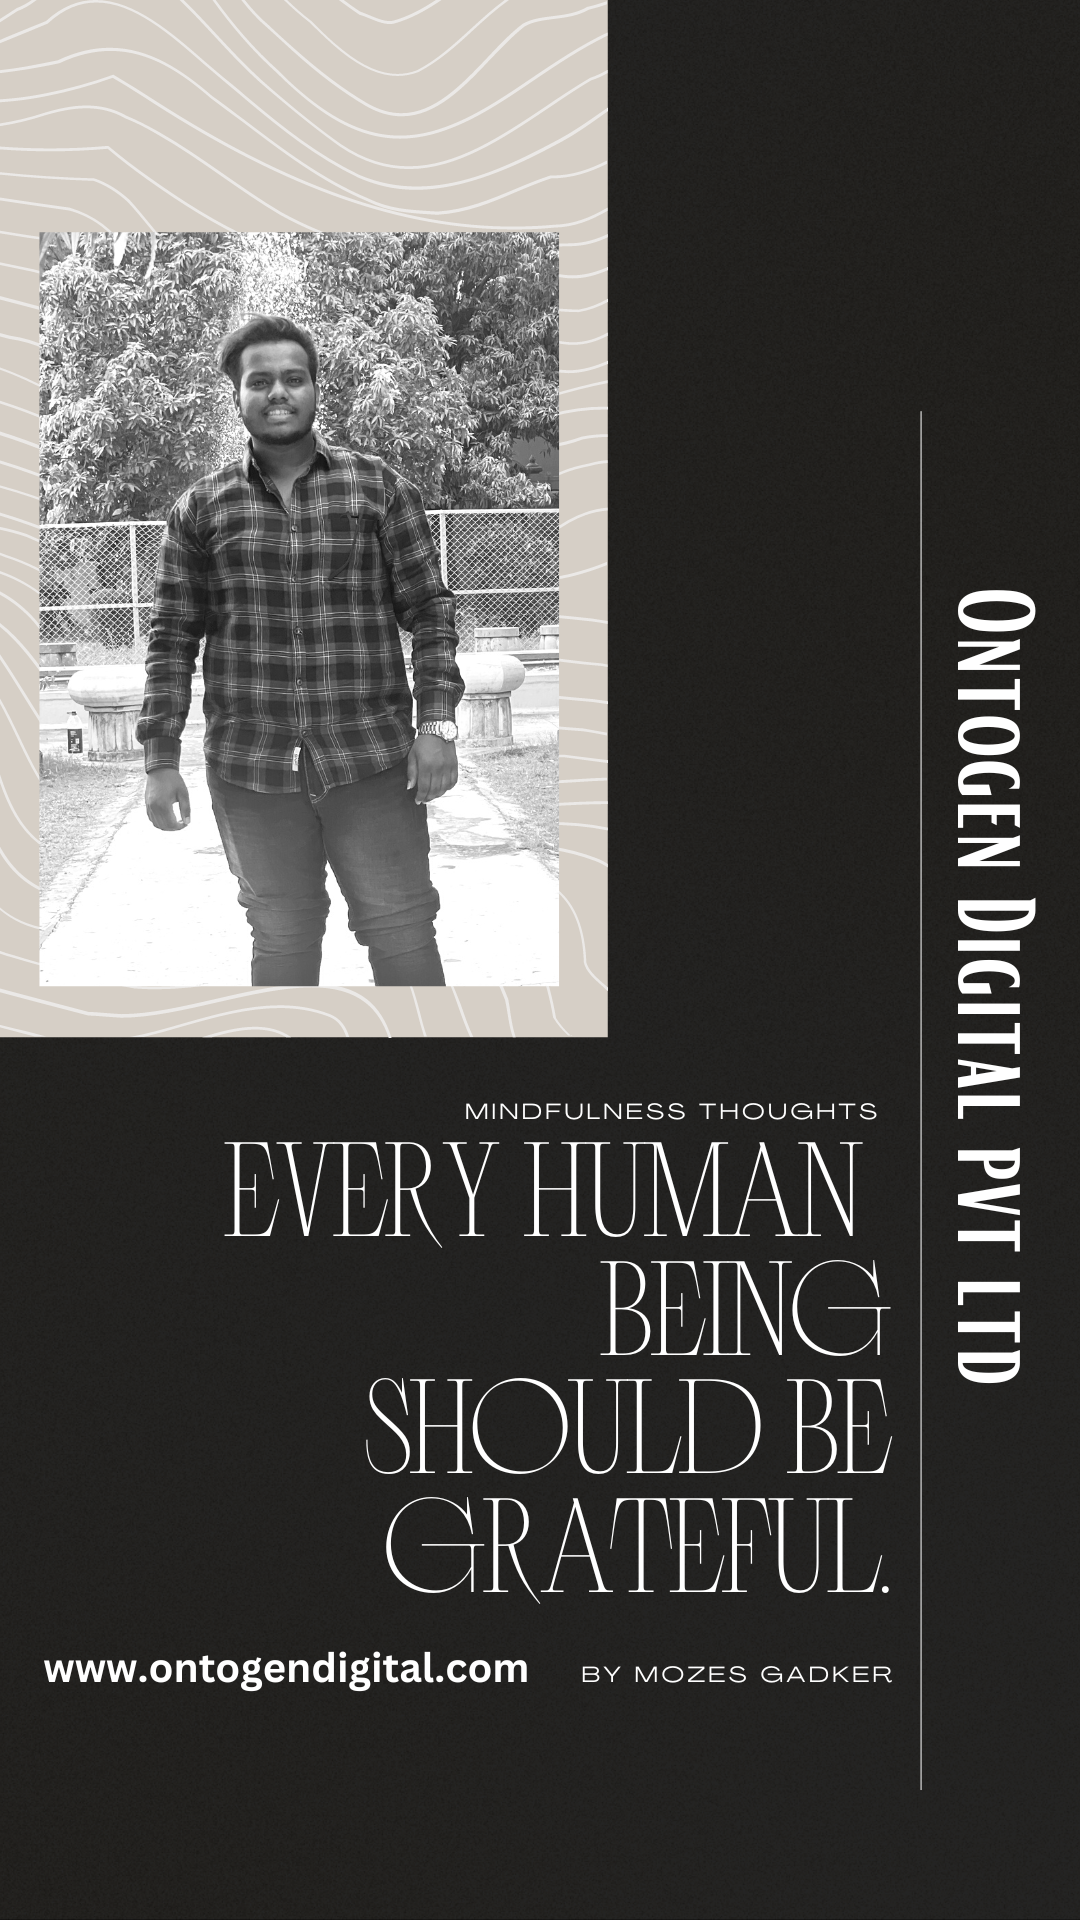 MINDFULNESS THOUGHTS
EVERY HUMAN
BEING
SHOULD BE
GRATEFUL.
www.ontogendigital.com
BY MOZES GADKER
ONTOGEN DIGITAL PVT LTD